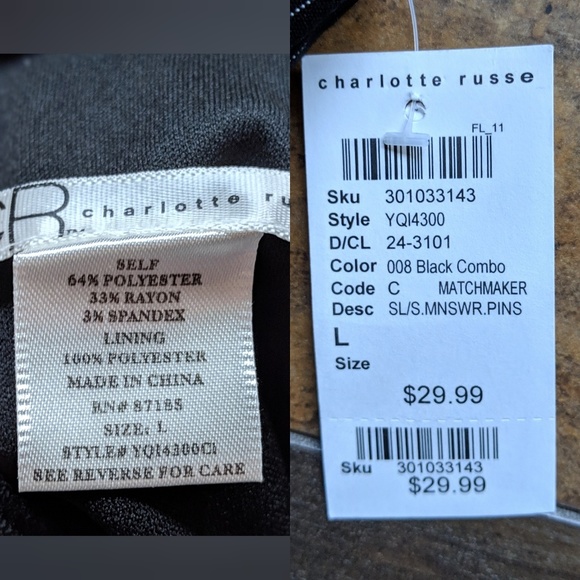 CR™ charlotte ru
SELF
64% POLYESTER
33% RAYON
3% SPANDEX
LINING
100% POLYESTER
MADE IN CHINA
RN# 87185
SIZE: L
STYLE# YQI4300CI
SEE REVERSE FOR CARE
charlotte russe
FL_11
Sku 301033143
Style YQI4300
D/CL 24-3101
Color 008 Black Combo
Code C MATCHMAKER
Desc SL/S.MNSWR.PINS
L
Size
$29.99
Sku 301033143
$29.99